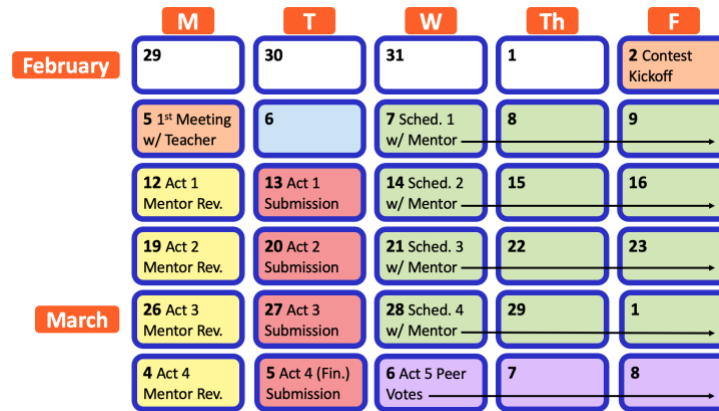 M T W Th F
February
29 30 31 1 2 Contest
Kickoff
5 1st Meeting 6 7 Sched. 1 8 9
w/ Teacher w/ Mentor
12 Act 1 13 Act 1 14 Sched. 2 15 16
Mentor Rev. Submission w/ Mentor
19 Act 2 20 Act 2 21 Sched. 3 22 23
Mentor Rev. Submission w/ Mentor
March
26 Act 3 27 Act 3 28 Sched. 4 29 1
Mentor Rev. Submission w/ Mentor
4 Act 4 5 Act 4 (Fin.) 6 Act 5 Peer 7 8
Mentor Rev. Submission Votes